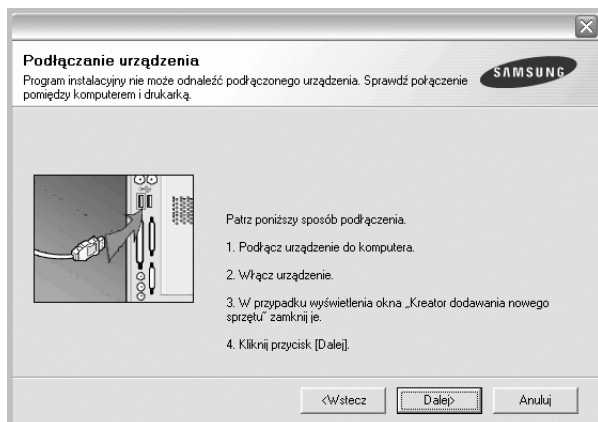 Podłączanie urządzenia
Program instalacyjny nie może odnaleźć podłączonego urządzenia. Sprawdź połączenie
pomiędzy komputerem i drukarką.
SAMSUNG
Patrz poniższy sposób podłączenia.
1. Podłącz urządzenie do komputera.
2. Włącz urządzenie.
3. W przypadku wyświetlenia okna „Kreator dodawania nowego
sprzętu” zamknij je.
4. Kliknij przycisk [Dalej].
<Wstecz
Dalej>
Anuluj